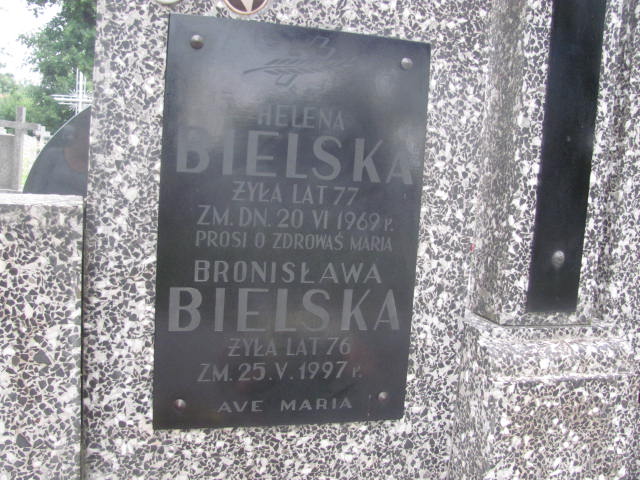 HELENA
BIELSKA
ŻYŁA LAT 77
ZM. DN. 20 VI 1969 r.
PROSI O ZDROWAŚ MARIA
BRONISŁAWA
BIELSKA
ŻYŁA LAT 76
ZM. 25. V. 1997 r.
AVE MARIA